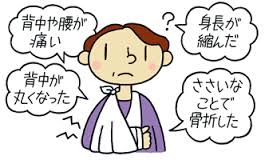 背中や腰が
痛い
?
身長が
縮んだ
背中が
丸くなった
ささいな
ことで
骨折した